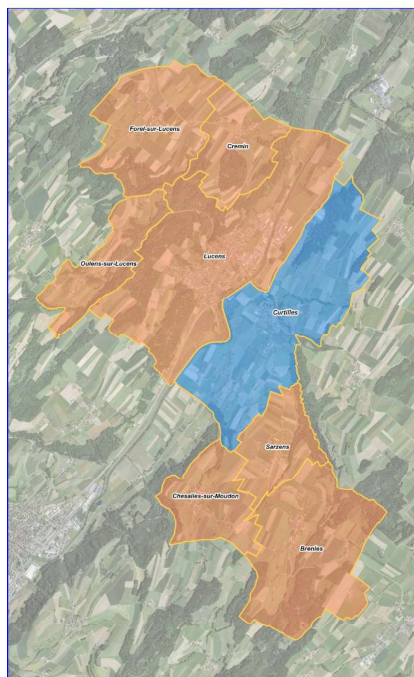 Forel-sur-Lucens
Cremin
Lucens
Oulens-sur-Lucens
Curtilles
Sarzens
Chesalles-sur-Moudon
Brenles